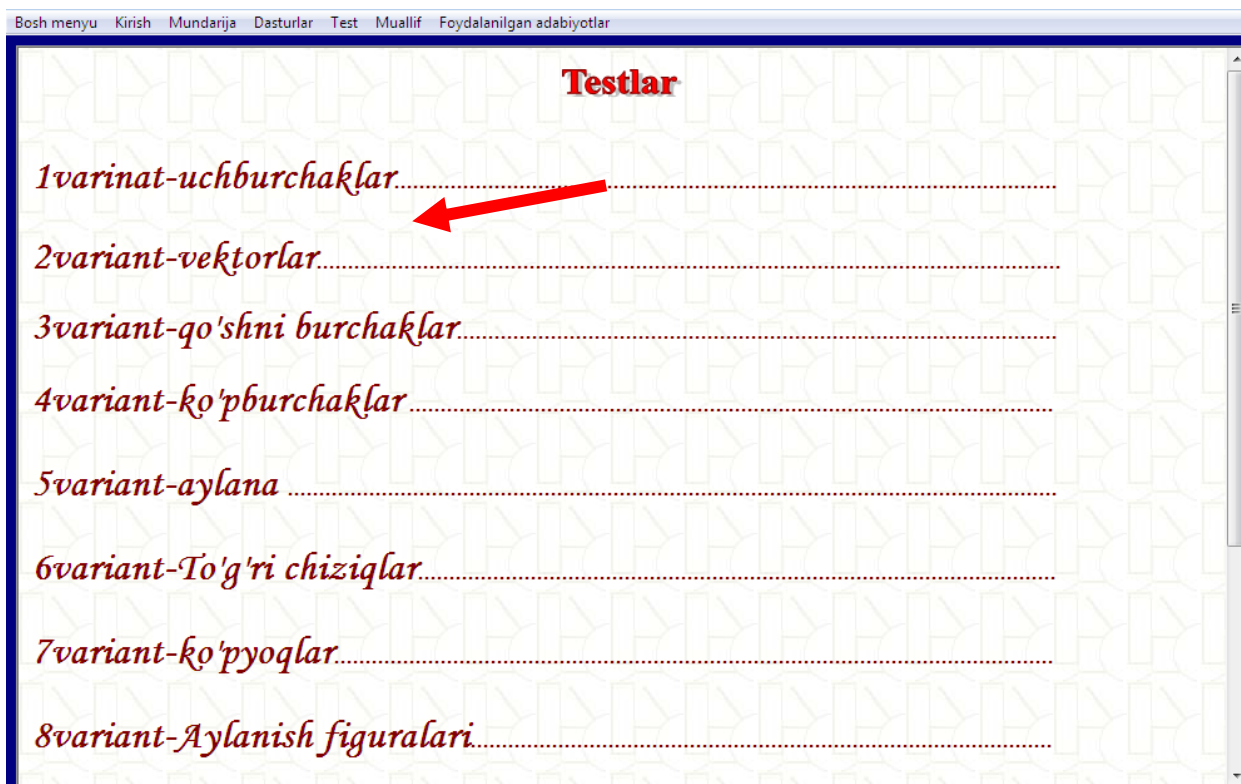 Bosh menyu Kirish Mundarija Dasturlar Test Muallif Foydalanilgan adabiyotlar
Testlar
1varinat-uchburchaklar........................................................................................................
2variant-vektorlar........................................................................................................................
3variant-qo'shni burchaklar................................................................................................
4variant-ko'pburchaklar........................................................................................................
5variant-aylana ............................................................................................................................
6variant-To'g'ri chiziqlar......................................................................................................
7variant-ko'pyoqlar....................................................................................................................
8variant-Aylanish figuralari..............................................................................................